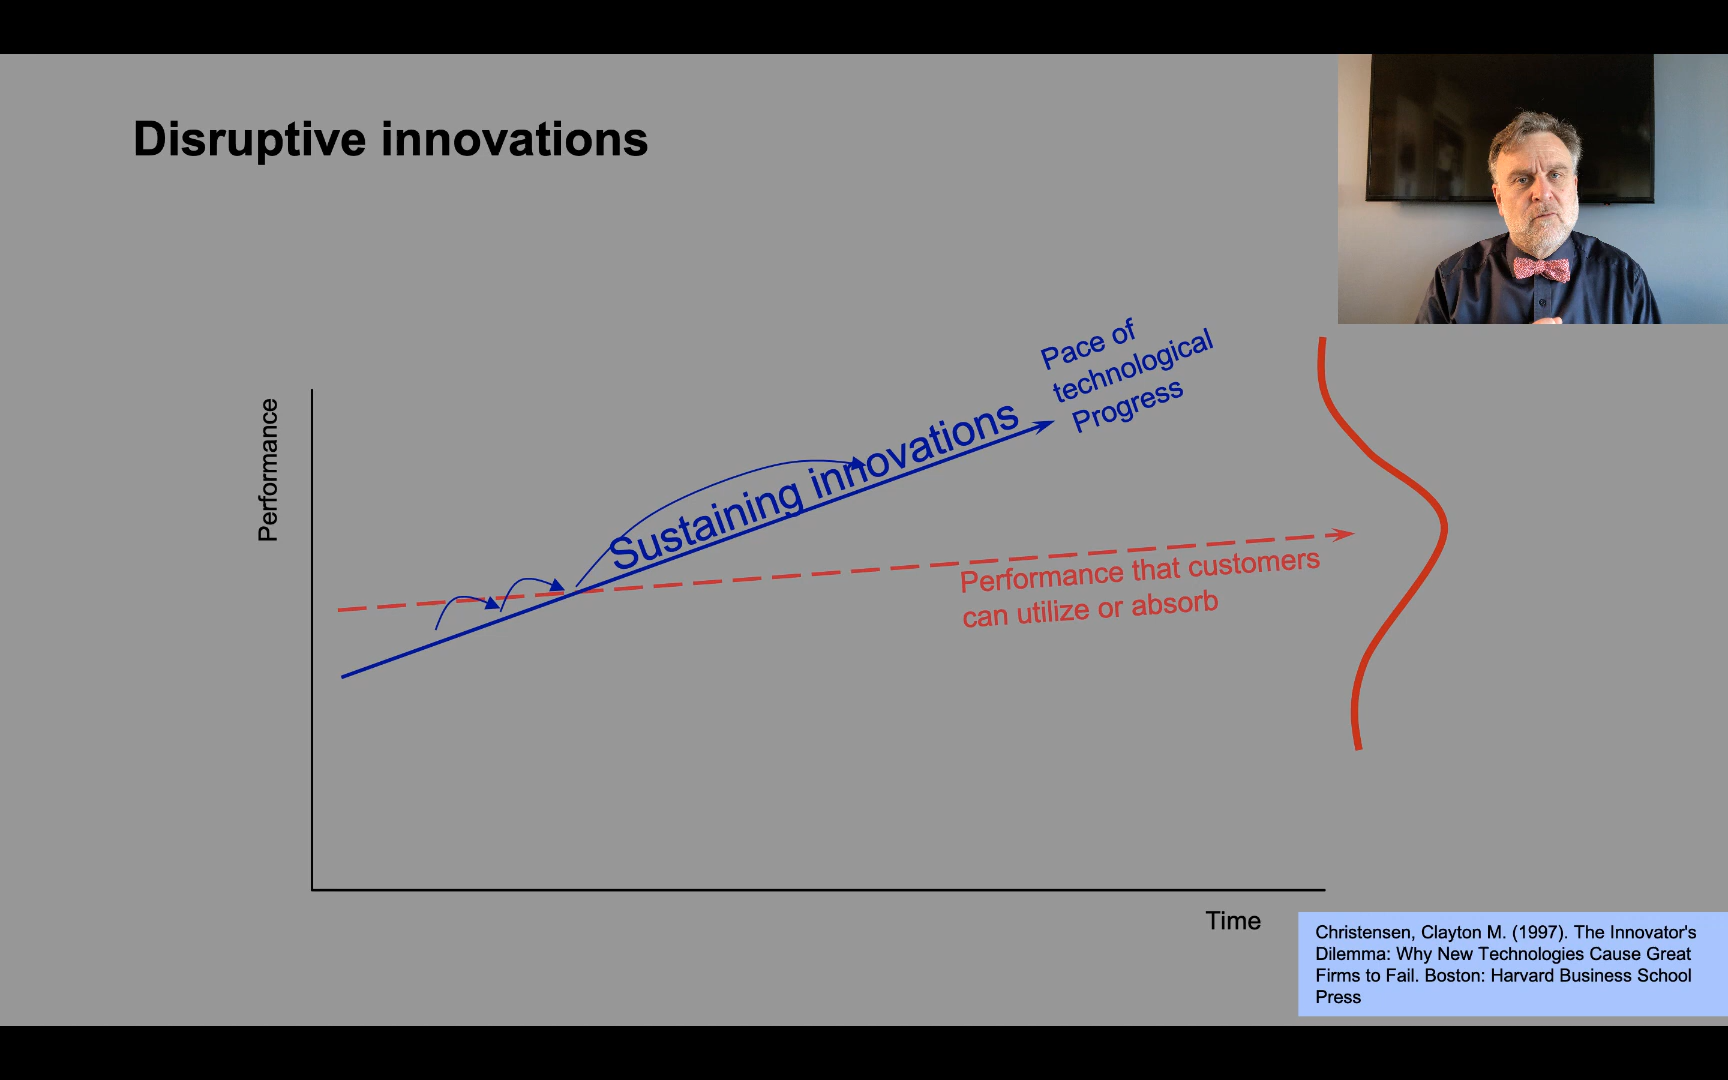 Disruptive innovations
Pace of
technological
Progress
Performance
Sustaining innovations
Performance that customers
can utilize or absorb
Time
Christensen, Clayton M. (1997). The Innovator's
Dilemma: Why New Technologies Cause Great
Firms to Fail. Boston: Harvard Business School
Press